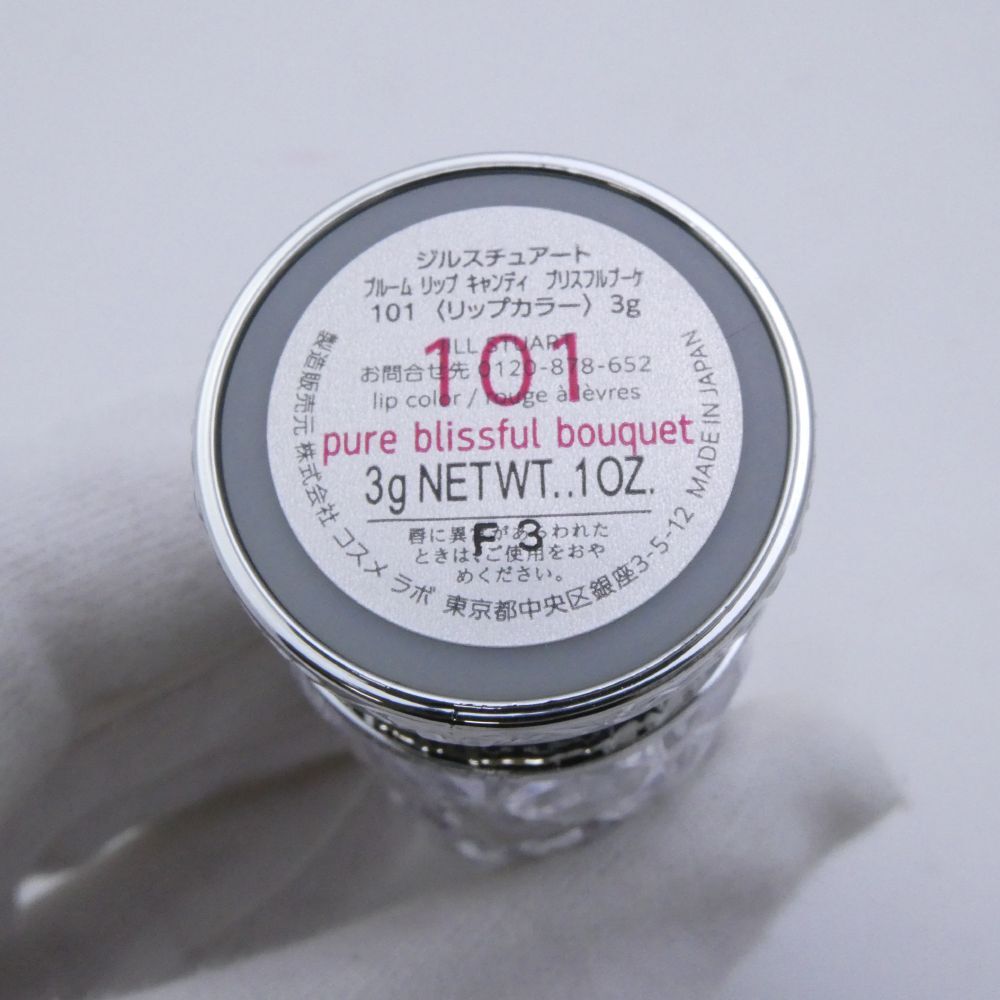 ジルスチュアート
ブルーム リップ キャンディ ブリスフルブーケ
101 〈リップカラー〉 3g
JILL STUART
101
お問合せ先 0120-878-652
lip color / rouge à lèvres
pure blissful bouquet
3g NETWT..1OZ.
F 3
唇に異常があらわれた
ときは、ご使用をおや
めください。
製造販売元 株式会社 コスメ ラボ 東京都中央区銀座3-5-12 MADE IN JAPAN